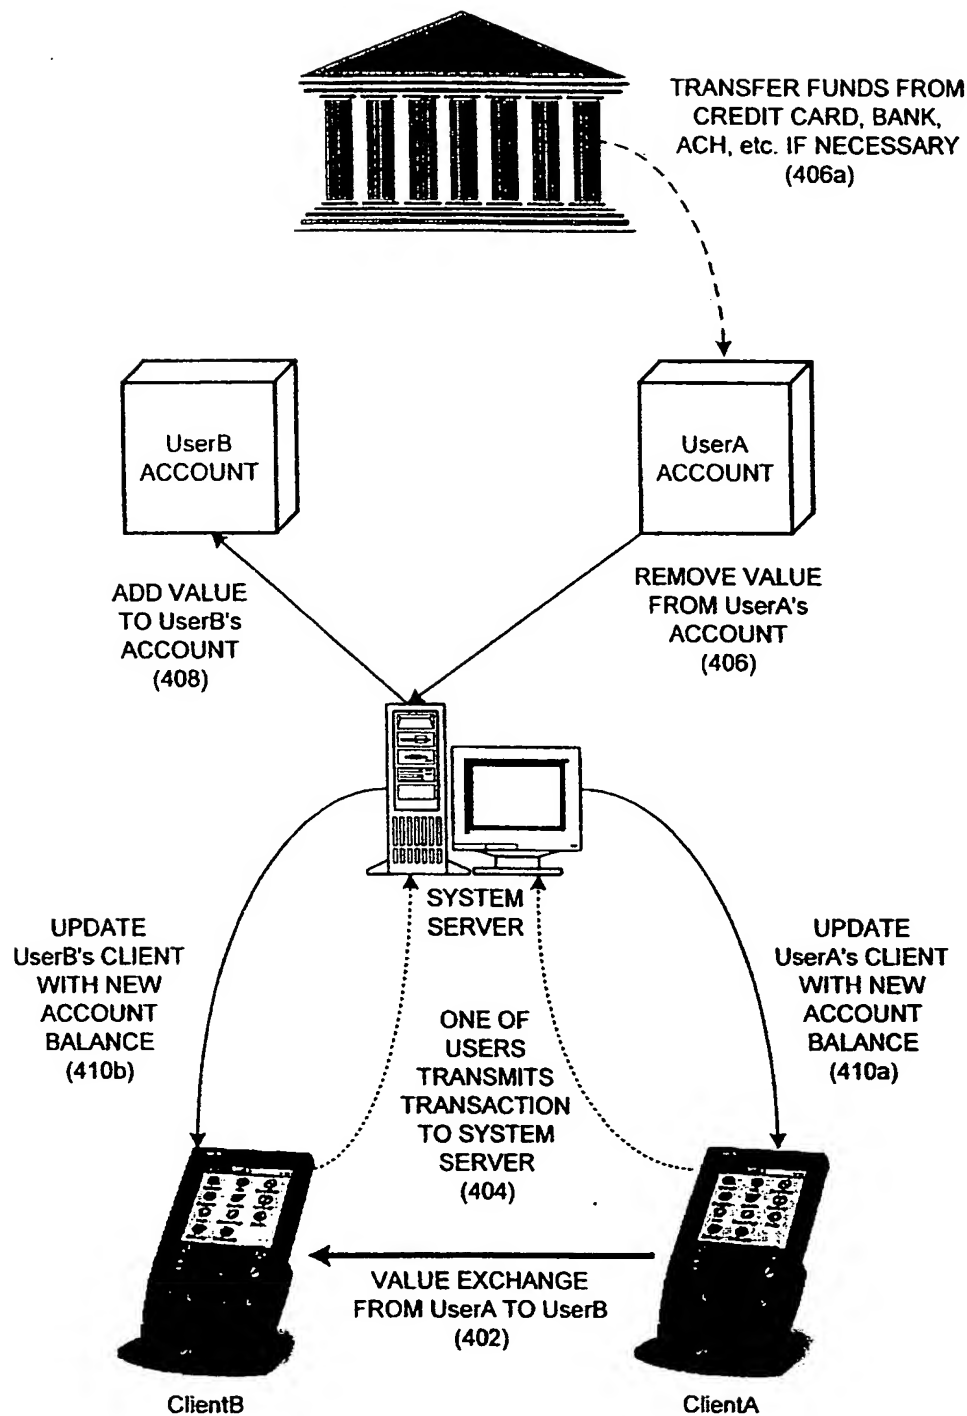 TRANSFER FUNDS FROM
CREDIT CARD, BANK,
ACH, etc. IF NECESSARY
(406a)
UserB
ACCOUNT
UserA
ACCOUNT
ADD VALUE
TO UserB's
ACCOUNT
(408)
REMOVE VALUE
FROM UserA's
ACCOUNT
(406)
SYSTEM
SERVER
UPDATE
UserB's CLIENT
WITH NEW
ACCOUNT
BALANCE
(410b)
ONE OF
USERS
TRANSMITS
TRANSACTION
TO SYSTEM
SERVER
(404)
UPDATE
UserA's CLIENT
WITH NEW
ACCOUNT
BALANCE
(410a)
VALUE EXCHANGE
FROM UserA TO UserB
(402)
ClientB
ClientA